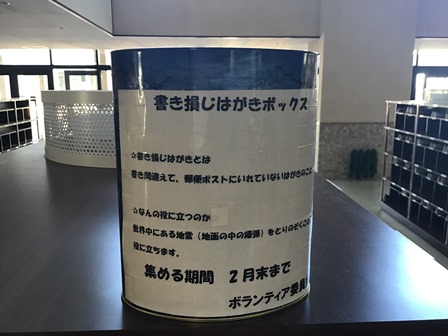 書き損じはがきボックス
☆書き損じはがきとは
書き間違えて、郵便ポストにいれていないはがきのこと
☆なんの役に立つのか
世界中にある地雷（地面の中の爆弾）をとりのぞくことに
役に立ちます。
集める期間　2月末まで
ボランティア委員